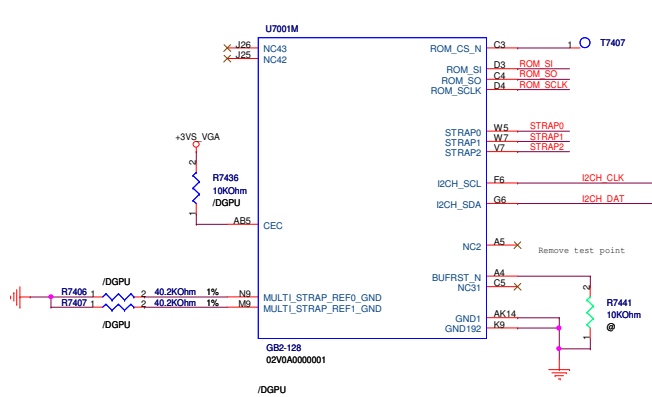 U7001M
J26 NC43 ROM_CS_N C3 1 T7407
J25 NC42
ROM_SI D3 ROM_SI
ROM_SO C4 ROM_SO
ROM_SCLK D4 ROM_SCLK
+3VS_VGA
STRAP0 W5 STRAP0
STRAP1 W7 STRAP1
STRAP2 V7 STRAP2
2
R7436
10KOhm
/DGPU
1
I2CH_SCL F6 I2CH_CLK
I2CH_SDA G6 I2CH_DAT
AB5 CEC
NC2 A5
Remove test point
BUFRST_N A4
NC31 C5
/DGPU
R7406 1 2 40.2KOhm 1% N9 MULTI_STRAP_REF0_GND
R7407 1 2 40.2KOhm 1% M9 MULTI_STRAP_REF1_GND
/DGPU
2
R7441
10KOhm
@
1
GND1 AK14
GND192 K9
GB2-128
02V0A0000001
/DGPU